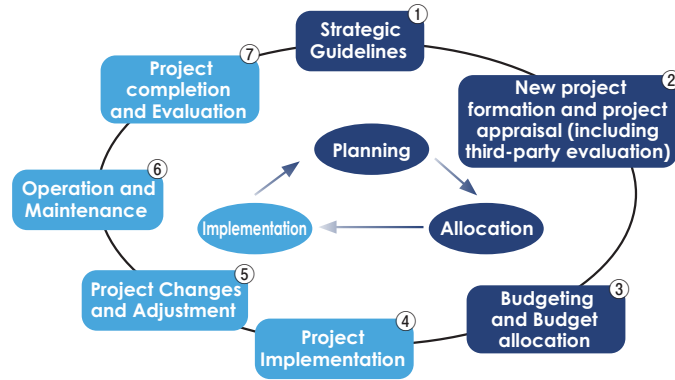 ①
Strategic
Guidelines
②
New project
formation and project
appraisal (including
third-party evaluation)
③
Budgeting
and Budget
allocation
④
Project
Implementation
⑤
Project Changes
and Adjustment
⑥
Operation and
Maintenance
⑦
Project
completion
and Evaluation
Planning
Allocation
Implementation